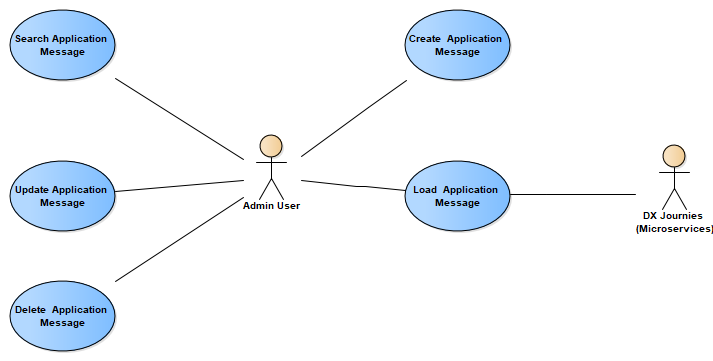 Search Application
Message
Create Application
Message
Update Application
Message
Admin User
Load Application
Message
DX Journies
(Microservices)
Delete Application
Message